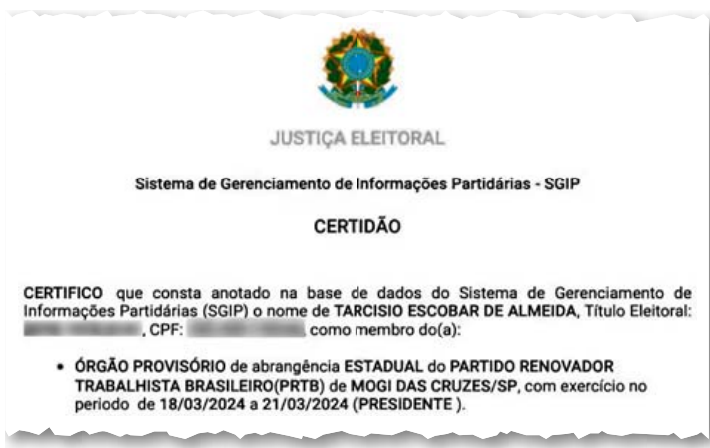 JUSTIÇA ELEITORAL
Sistema de Gerenciamento de Informações Partidárias - SGIP
CERTIDÃO
CERTIFICO que consta anotado na base de dados do Sistema de Gerenciamento de
Informações Partidárias (SGIP) o nome de TARCISIO ESCOBAR DE ALMEIDA, Título Eleitoral:
, CPF: , como membro do(a):
• ÓRGÃO PROVISÓRIO de abrangência ESTADUAL do PARTIDO RENOVADOR
TRABALHISTA BRASILEIRO(PRTB) de MOGI DAS CRUZES/SP, com exercício no
periodo de 18/03/2024 a 21/03/2024 (PRESIDENTE ).